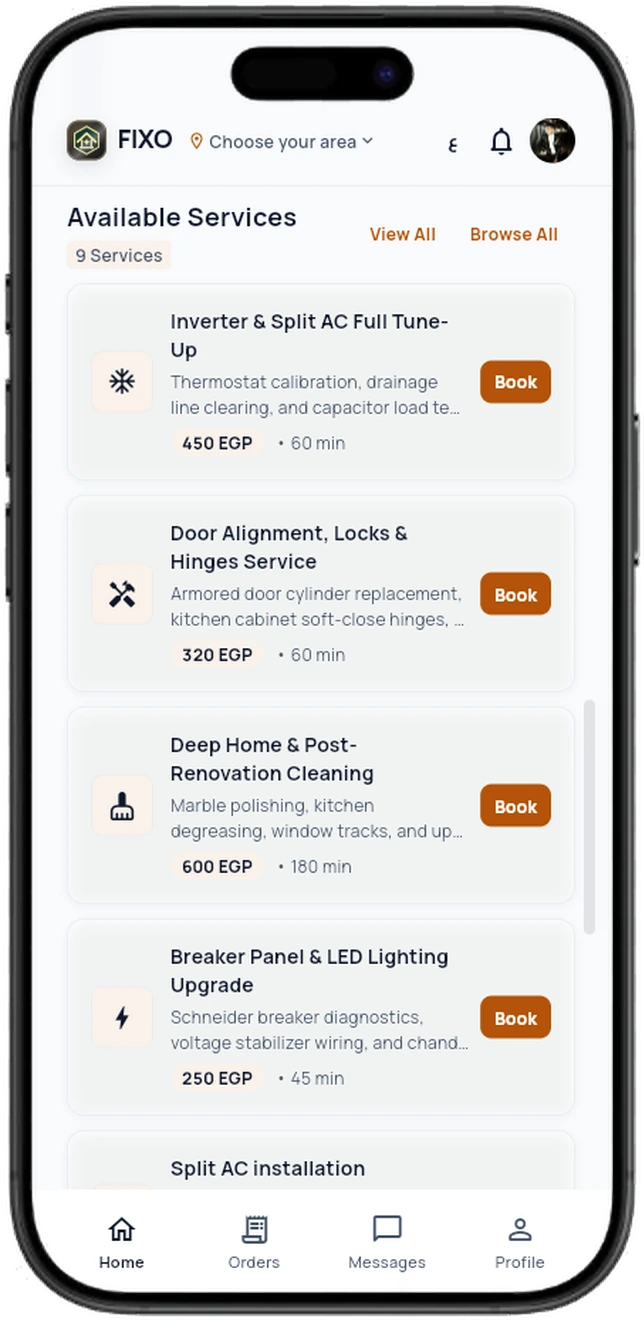 FIXO
Choose your area
ع
Available Services
9 Services
View All
Browse All
Inverter & Split AC Full Tune-
Up
Thermostat calibration, drainage
line clearing, and capacitor load te...
450 EGP • 60 min
Book
Door Alignment, Locks &
Hinges Service
Armored door cylinder replacement,
kitchen cabinet soft-close hinges, ...
320 EGP • 60 min
Book
Deep Home & Post-
Renovation Cleaning
Marble polishing, kitchen
degreasing, window tracks, and up...
600 EGP • 180 min
Book
Breaker Panel & LED Lighting
Upgrade
Schneider breaker diagnostics,
voltage stabilizer wiring, and chand...
250 EGP • 45 min
Book
Split AC installation
Home
Orders
Messages
Profile